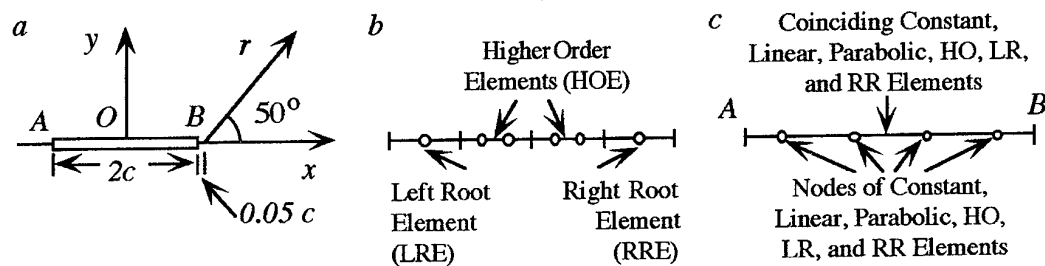 a
y
r
A
O
B
50°
2c
x
0.05 c
b
Higher Order
Elements (HOE)
Left Root
Element
(LRE)
Right Root
Element
(RRE)
c
Coinciding Constant,
Linear, Parabolic, HO, LR,
and RR Elements
A
B
Nodes of Constant,
Linear, Parabolic, HO,
LR, and RR Elements